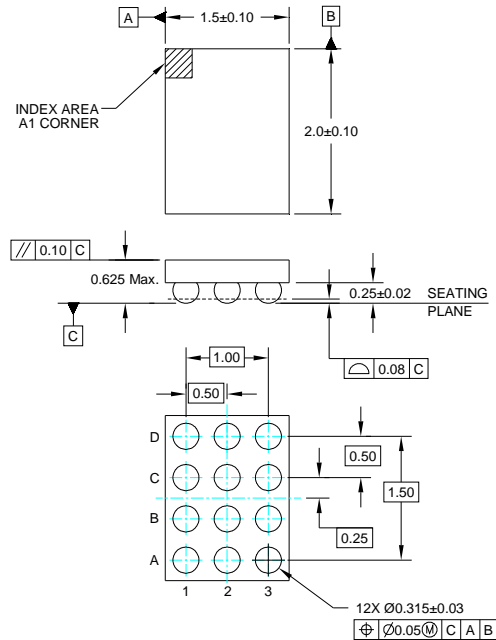 A
1.5±0.10
B
INDEX AREA
A1 CORNER
2.0±0.10
// 0.10 C
0.625 Max.
0.25±0.02
SEATING
PLANE
C
⌓ 0.08 C
1.00
0.50
D
C
B
A
0.50
1.50
0.25
1 2 3
12X Ø0.315±0.03
⌖ Ø0.05Ⓜ C A B